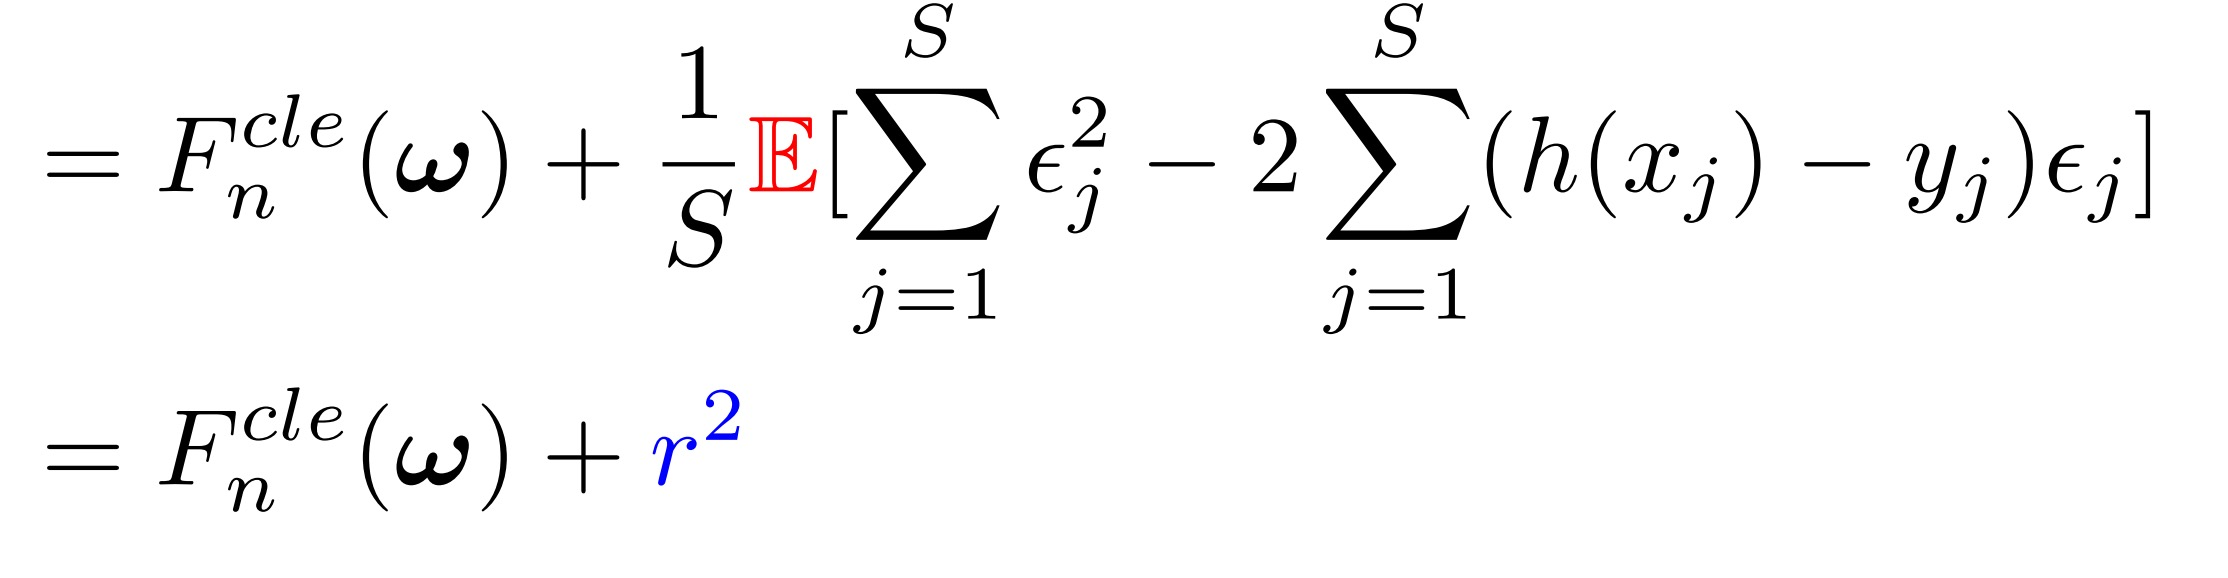 = F_n^{cle}(ω) + \frac{1}{S} 𝔼[\sum_{j=1}^{S} ϵ_j^2 − 2 \sum_{j=1}^{S} (h(x_j) − y_j)ϵ_j]
= F_n^{cle}(ω) + r^2